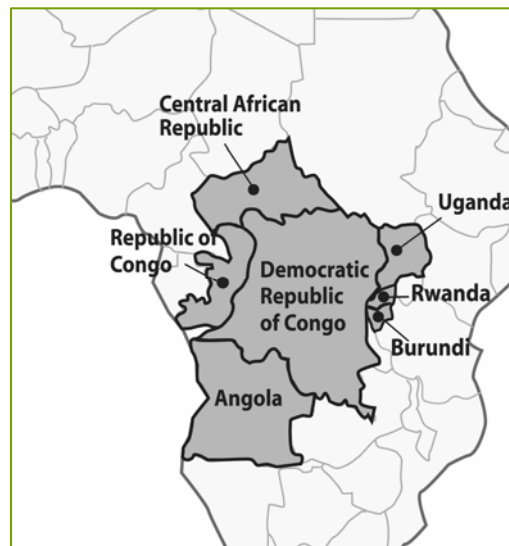 Central African
Republic
Uganda
Republic of
Congo
Democratic
Republic
of Congo
Rwanda
Burundi
Angola